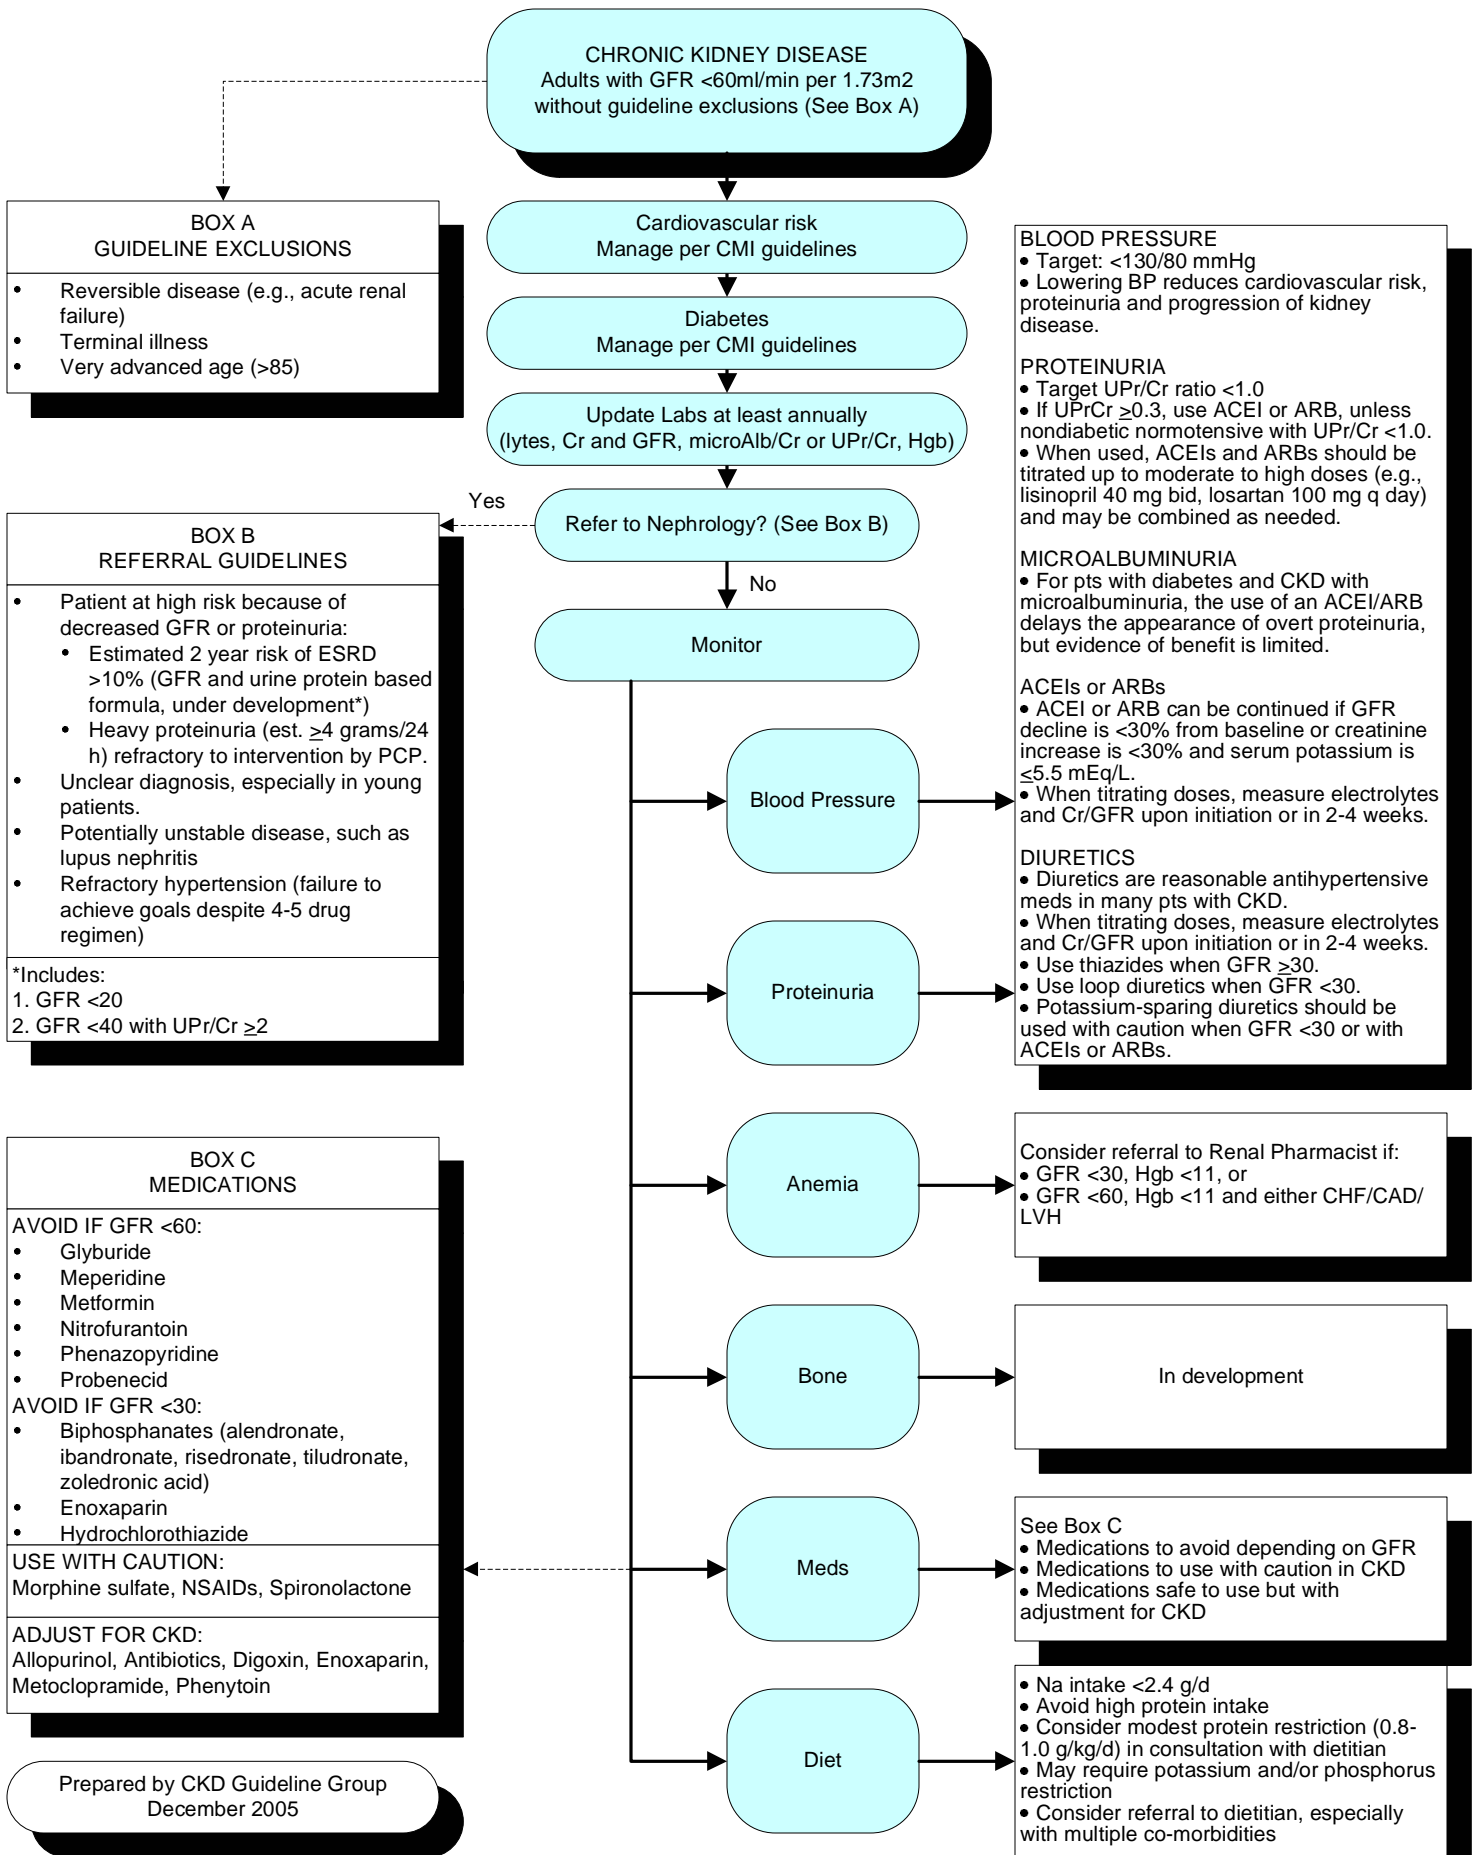 CHRONIC KIDNEY DISEASE
Adults with GFR <60ml/min per 1.73m2
without guideline exclusions (See Box A)
BOX A
GUIDELINE EXCLUSIONS
• Reversible disease (e.g., acute renal
failure)
• Terminal illness
• Very advanced age (>85)
Cardiovascular risk
Manage per CMI guidelines
Diabetes
Manage per CMI guidelines
Update Labs at least annually
(lytes, Cr and GFR, microAlb/Cr or UPr/Cr, Hgb)
Yes
Refer to Nephrology? (See Box B)
No
Monitor
BOX B
REFERRAL GUIDELINES
• Patient at high risk because of
decreased GFR or proteinuria:
• Estimated 2 year risk of ESRD
>10% (GFR and urine protein based
formula, under development*)
• Heavy proteinuria (est. ≥4 grams/24
h) refractory to intervention by PCP.
• Unclear diagnosis, especially in young
patients.
• Potentially unstable disease, such as
lupus nephritis
• Refractory hypertension (failure to
achieve goals despite 4-5 drug
regimen)
*Includes:
1. GFR <20
2. GFR <40 with UPr/Cr ≥2
Blood Pressure
Proteinuria
BLOOD PRESSURE
• Target: <130/80 mmHg
• Lowering BP reduces cardiovascular risk,
proteinuria and progression of kidney
disease.
PROTEINURIA
• Target UPr/Cr ratio <1.0
• If UPrCr ≥0.3, use ACEI or ARB, unless
nondiabetic normotensive with UPr/Cr <1.0.
• When used, ACEIs and ARBs should be
titrated up to moderate to high doses (e.g.,
lisinopril 40 mg bid, losartan 100 mg q day)
and may be combined as needed.
MICROALBUMINURIA
• For pts with diabetes and CKD with
microalbuminuria, the use of an ACEI/ARB
delays the appearance of overt proteinuria,
but evidence of benefit is limited.
ACEIs or ARBs
• ACEI or ARB can be continued if GFR
decline is <30% from baseline or creatinine
increase is <30% and serum potassium is
≤5.5 mEq/L.
• When titrating doses, measure electrolytes
and Cr/GFR upon initiation or in 2-4 weeks.
DIURETICS
• Diuretics are reasonable antihypertensive
meds in many pts with CKD.
• When titrating doses, measure electrolytes
and Cr/GFR upon initiation or in 2-4 weeks.
• Use thiazides when GFR ≥30.
• Use loop diuretics when GFR <30.
• Potassium-sparing diuretics should be
used with caution when GFR <30 or with
ACEIs or ARBs.
Anemia
Consider referral to Renal Pharmacist if:
• GFR <30, Hgb <11, or
• GFR <60, Hgb <11 and either CHF/CAD/
LVH
Bone
In development
BOX C
MEDICATIONS
AVOID IF GFR <60:
• Glyburide
• Meperidine
• Metformin
• Nitrofurantoin
• Phenazopyridine
• Probenecid
AVOID IF GFR <30:
• Biphosphanates (alendronate,
ibandronate, risedronate, tiludronate,
zoledronic acid)
• Enoxaparin
• Hydrochlorothiazide
USE WITH CAUTION:
Morphine sulfate, NSAIDs, Spironolactone
ADJUST FOR CKD:
Allopurinol, Antibiotics, Digoxin, Enoxaparin,
Metoclopramide, Phenytoin
Meds
See Box C
• Medications to avoid depending on GFR
• Medications to use with caution in CKD
• Medications safe to use but with
adjustment for CKD
Diet
• Na intake <2.4 g/d
• Avoid high protein intake
• Consider modest protein restriction (0.8-
1.0 g/kg/d) in consultation with dietitian
• May require potassium and/or phosphorus
restriction
• Consider referral to dietitian, especially
with multiple co-morbidities
Prepared by CKD Guideline Group
December 2005